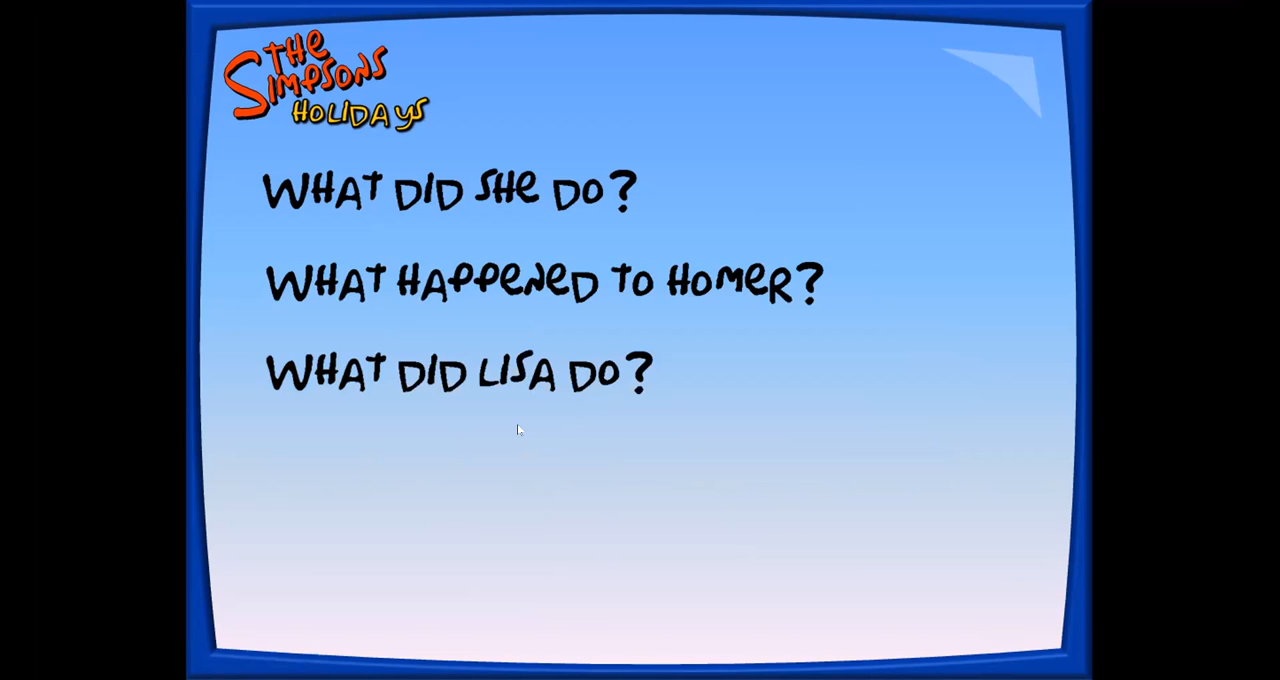 THE
SIMPSONS
HOLIDAYS
WHAT DID SHE DO?
WHAT HAPPENED TO HOMER?
WHAT DID LISA DO?